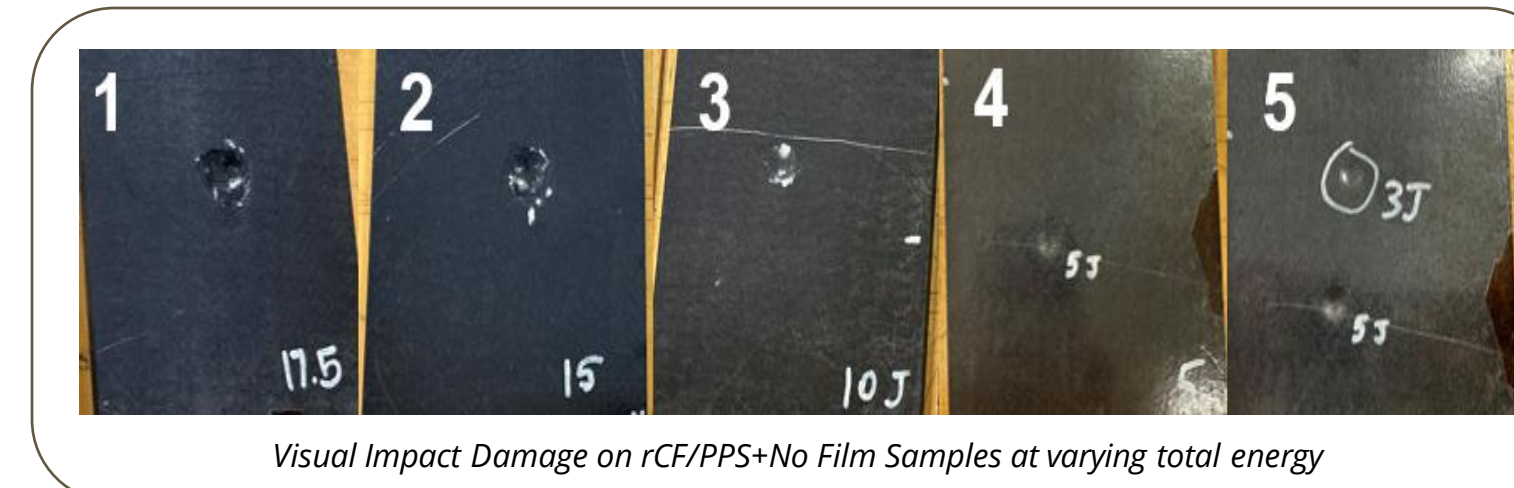 1 2 3 4 5
3J
5J
5J
17.5
15
10 J
5
Visual Impact Damage on rCF/PPS+No Film Samples at varying total energy